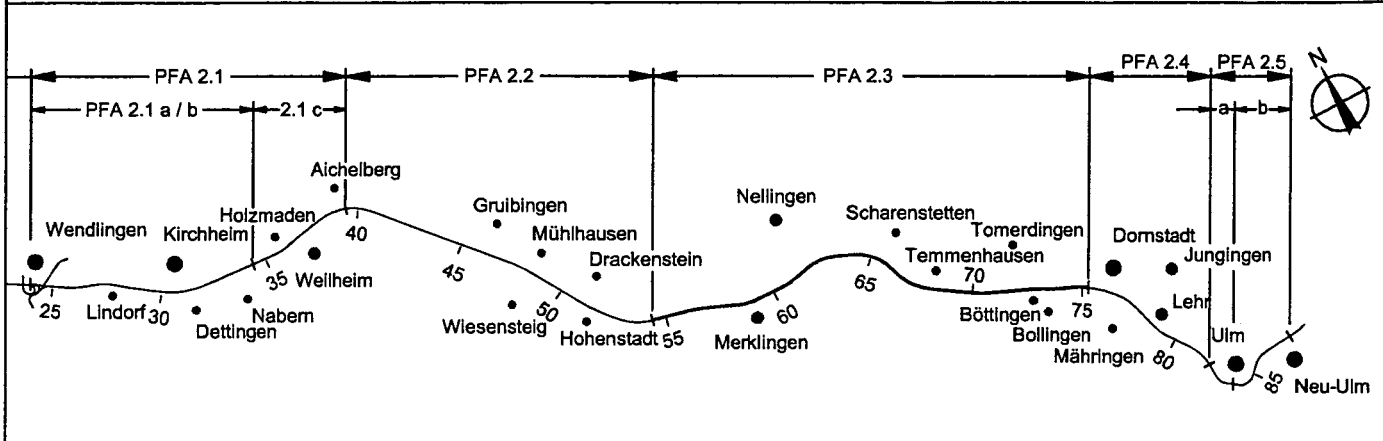 PFA 2.1
PFA 2.2
PFA 2.3
PFA 2.4
PFA 2.5
N
PFA 2.1 a / b
2.1 c
a
b
Aichelberg
Wendlingen
Holzmaden
Kirchheim
40
Gruibingen
Mühlhausen
Drackenstein
Nellingen
Scharenstetten
Tomerdingen
Temmenhausen
Dornstadt
Jungingen
25
Lindorf
30
Dettingen
Nabern
35
Weilheim
45
Wiesensteig
50
Hohenstadt
55
Merklingen
60
65
70
Böttingen
Bollingen
75
Mähringen
Lehr
80
Ulm
85
Neu-Ulm